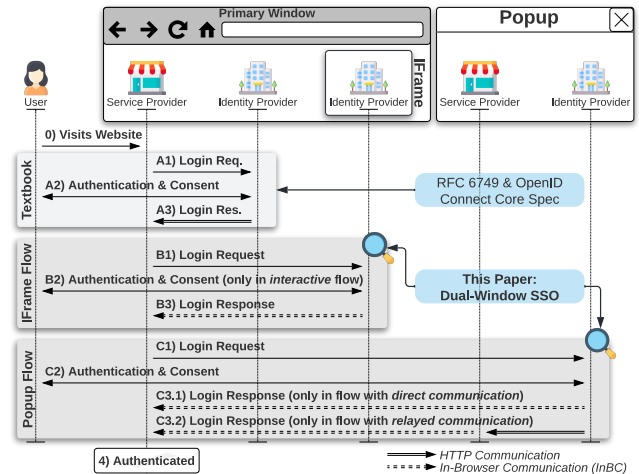 Primary Window
Popup
IFrame
User
Service Provider
Identity Provider
Identity Provider
Service Provider
Identity Provider
0) Visits Website
Textbook
A1) Login Req.
A2) Authentication & Consent
A3) Login Res.
RFC 6749 & OpenID
Connect Core Spec
IFrame Flow
B1) Login Request
B2) Authentication & Consent (only in interactive flow)
B3) Login Response
This Paper:
Dual-Window SSO
Popup Flow
C1) Login Request
C2) Authentication & Consent
C3.1) Login Response (only in flow with direct communication)
C3.2) Login Response (only in flow with relayed communication)
4) Authenticated
HTTP Communication
In-Browser Communication (InBC)